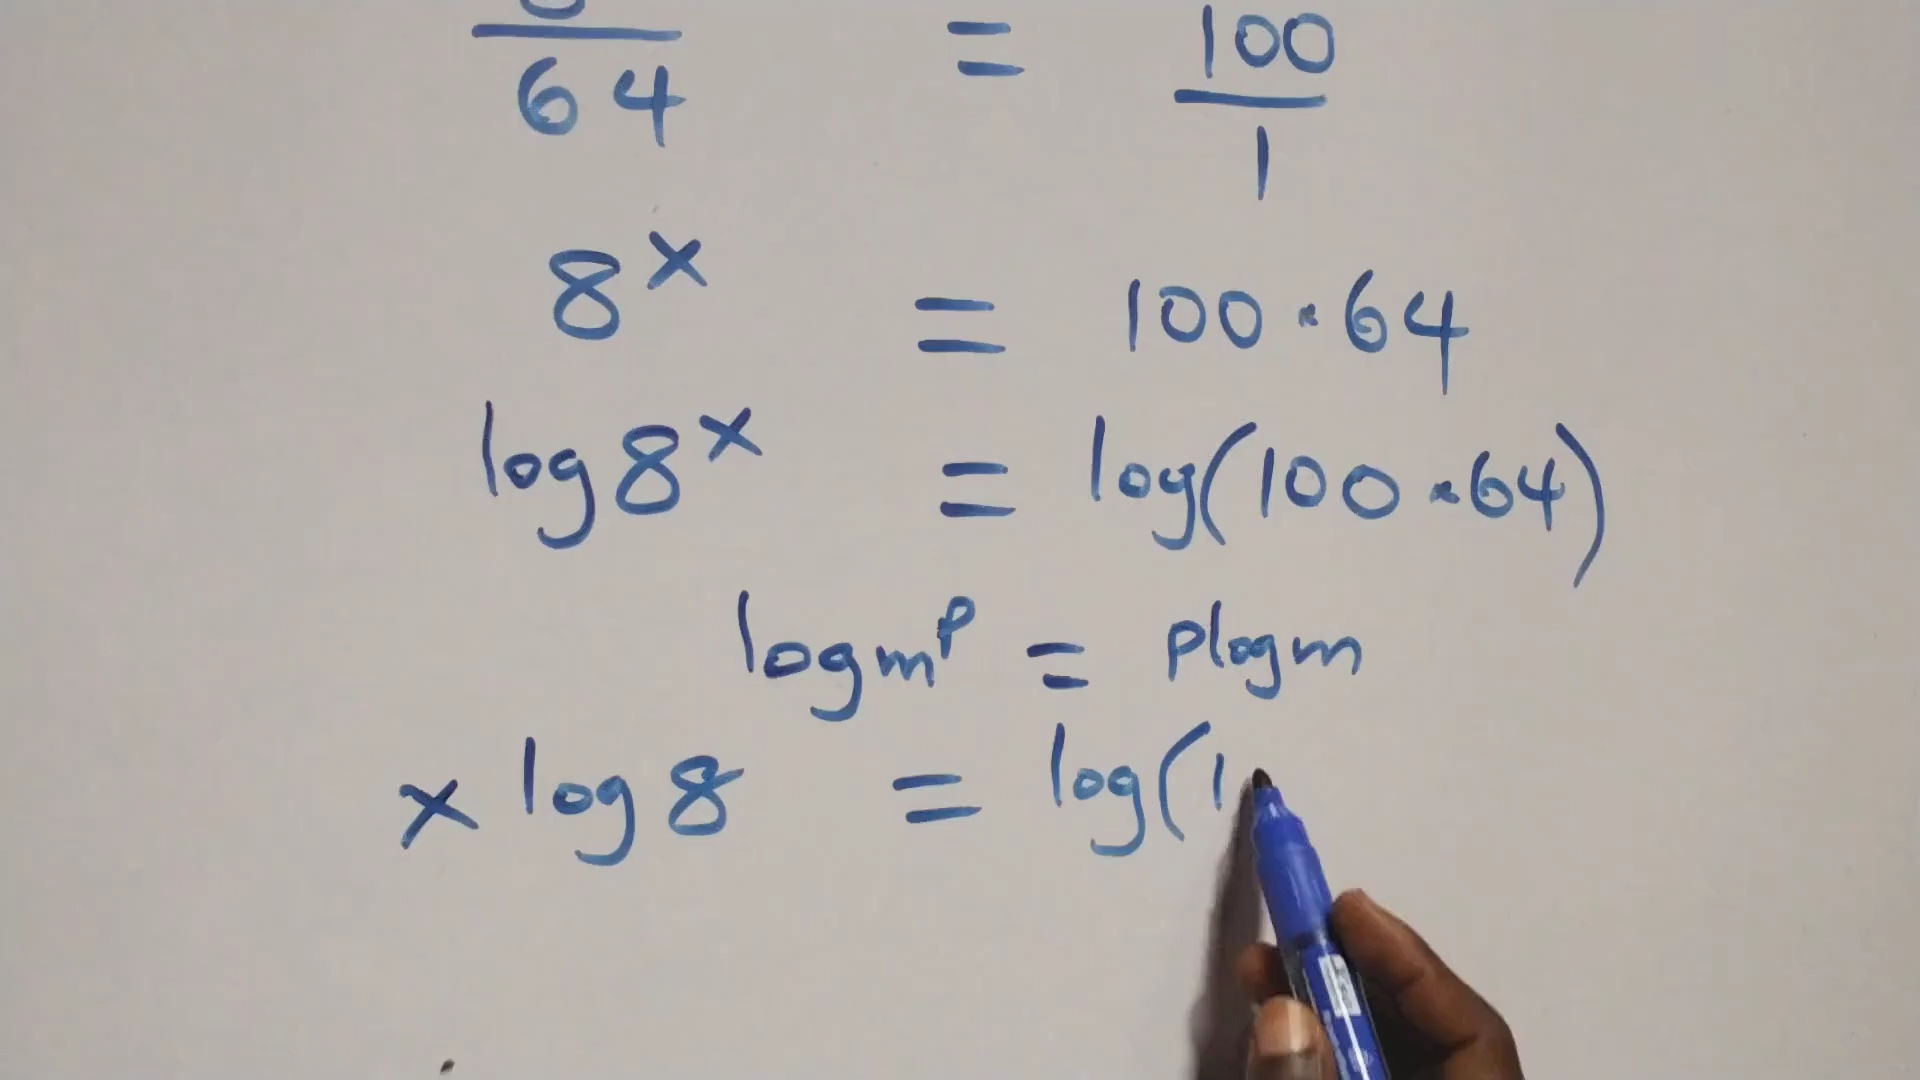 64 = 100/1
8^x = 100·64
log 8^x = log(100·64)
log m^p = p log m
x log 8 = log(1